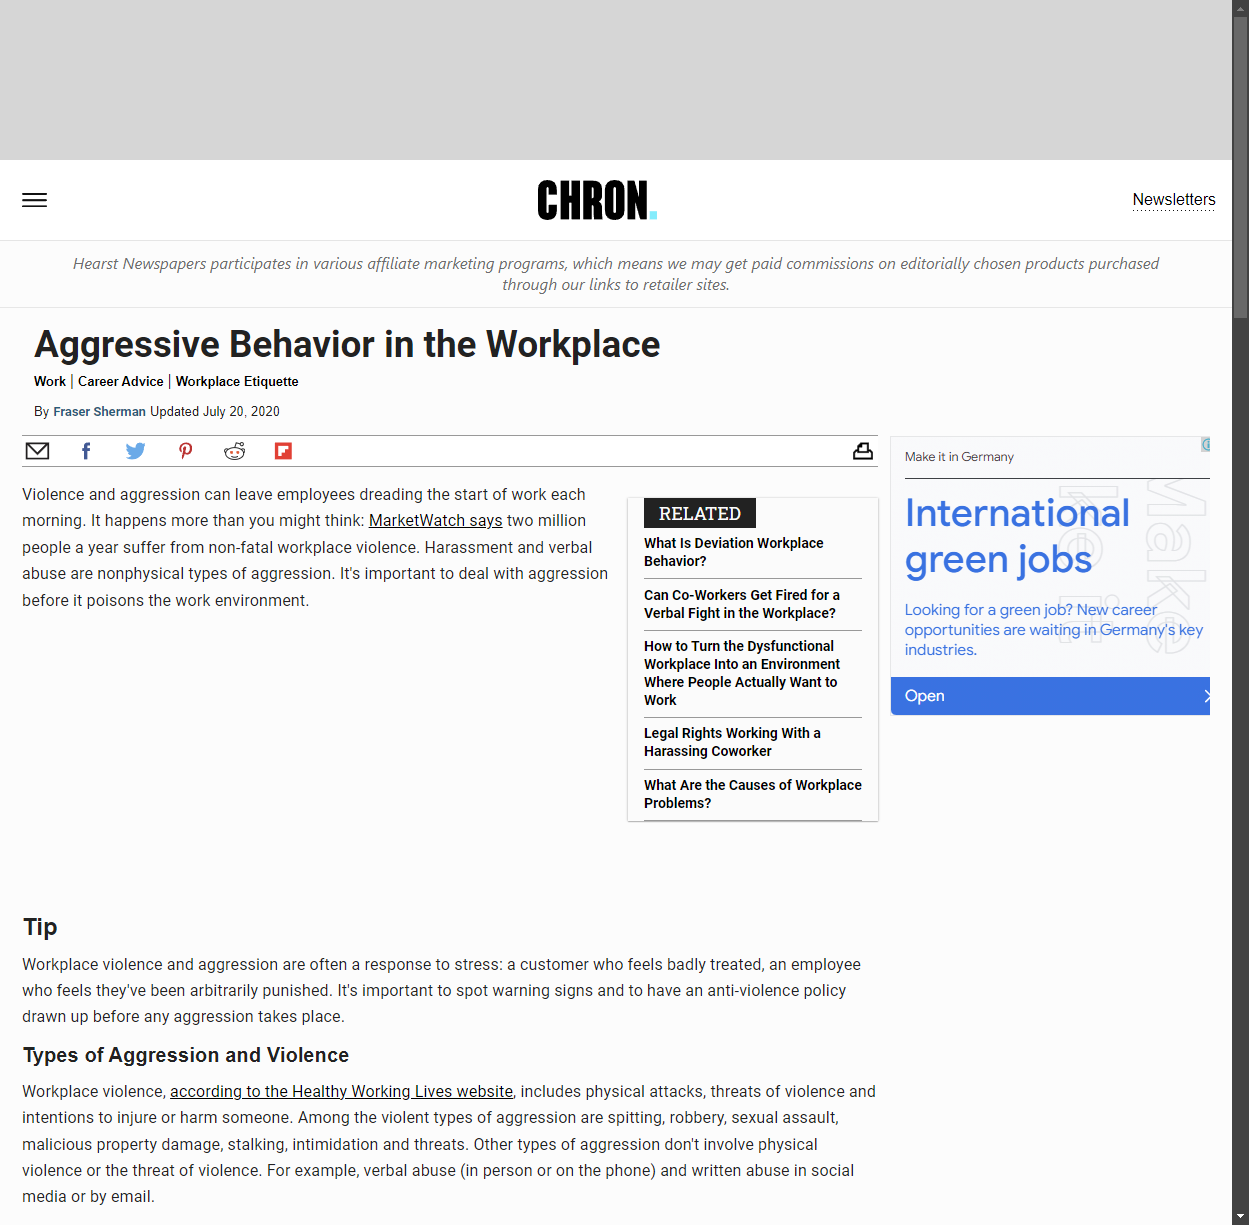 CHRON.
Newsletters
Hearst Newspapers participates in various affiliate marketing programs, which means we may get paid commissions on editorially chosen products purchased
through our links to retailer sites.
Aggressive Behavior in the Workplace
Work | Career Advice | Workplace Etiquette
By Fraser Sherman Updated July 20, 2020
Violence and aggression can leave employees dreading the start of work each
morning. It happens more than you might think: MarketWatch says two million
people a year suffer from non-fatal workplace violence. Harassment and verbal
abuse are nonphysical types of aggression. It's important to deal with aggression
before it poisons the work environment.
RELATED
What Is Deviation Workplace
Behavior?
Can Co-Workers Get Fired for a
Verbal Fight in the Workplace?
How to Turn the Dysfunctional
Workplace Into an Environment
Where People Actually Want to
Work
Legal Rights Working With a
Harassing Coworker
What Are the Causes of Workplace
Problems?
Make it in Germany
International
green jobs
Make
it
Looking for a green job? New career
opportunities are waiting in Germany's key
industries.
Open
Tip
Workplace violence and aggression are often a response to stress: a customer who feels badly treated, an employee
who feels they've been arbitrarily punished. It's important to spot warning signs and to have an anti-violence policy
drawn up before any aggression takes place.
Types of Aggression and Violence
Workplace violence, according to the Healthy Working Lives website, includes physical attacks, threats of violence and
intentions to injure or harm someone. Among the violent types of aggression are spitting, robbery, sexual assault,
malicious property damage, stalking, intimidation and threats. Other types of aggression don't involve physical
violence or the threat of violence. For example, verbal abuse (in person or on the phone) and written abuse in social
media or by email.